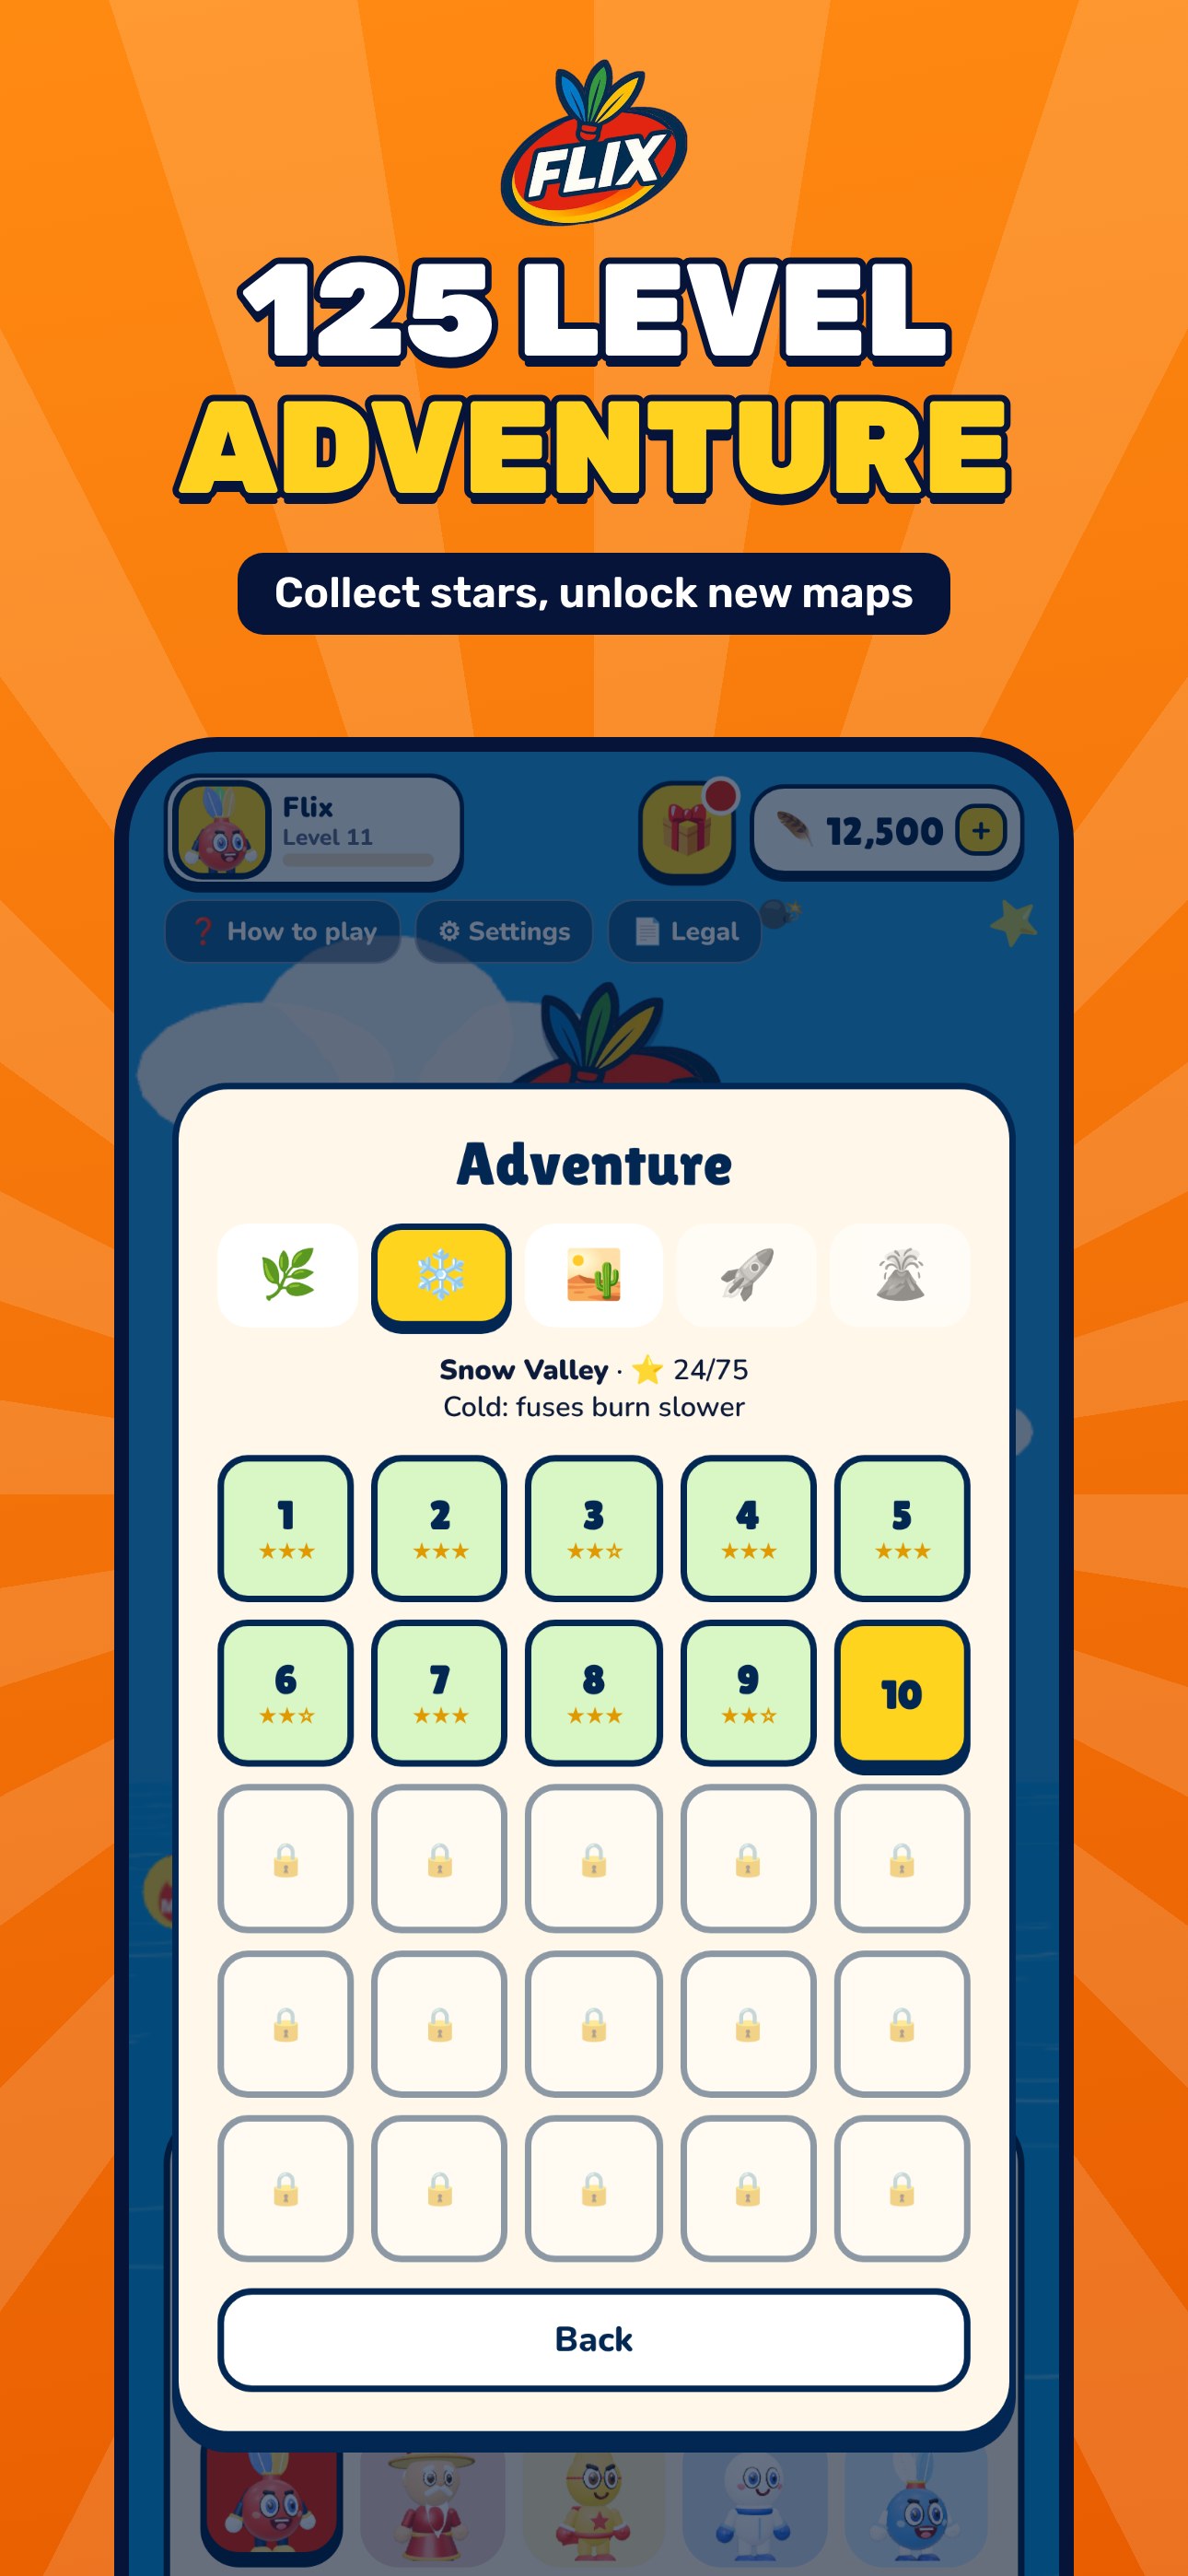 FLIX
125 LEVEL
ADVENTURE
Collect stars, unlock new maps
Flix
Level 11
12,500 +
❓ How to play
⚙ Settings
📄 Legal
Adventure
Snow Valley · ⭐ 24/75
Cold: fuses burn slower
1 2 3 4 5
★★★ ★★★ ★★☆ ★★★ ★★★
6 7 8 9 10
★★☆ ★★★ ★★★ ★★☆
Back